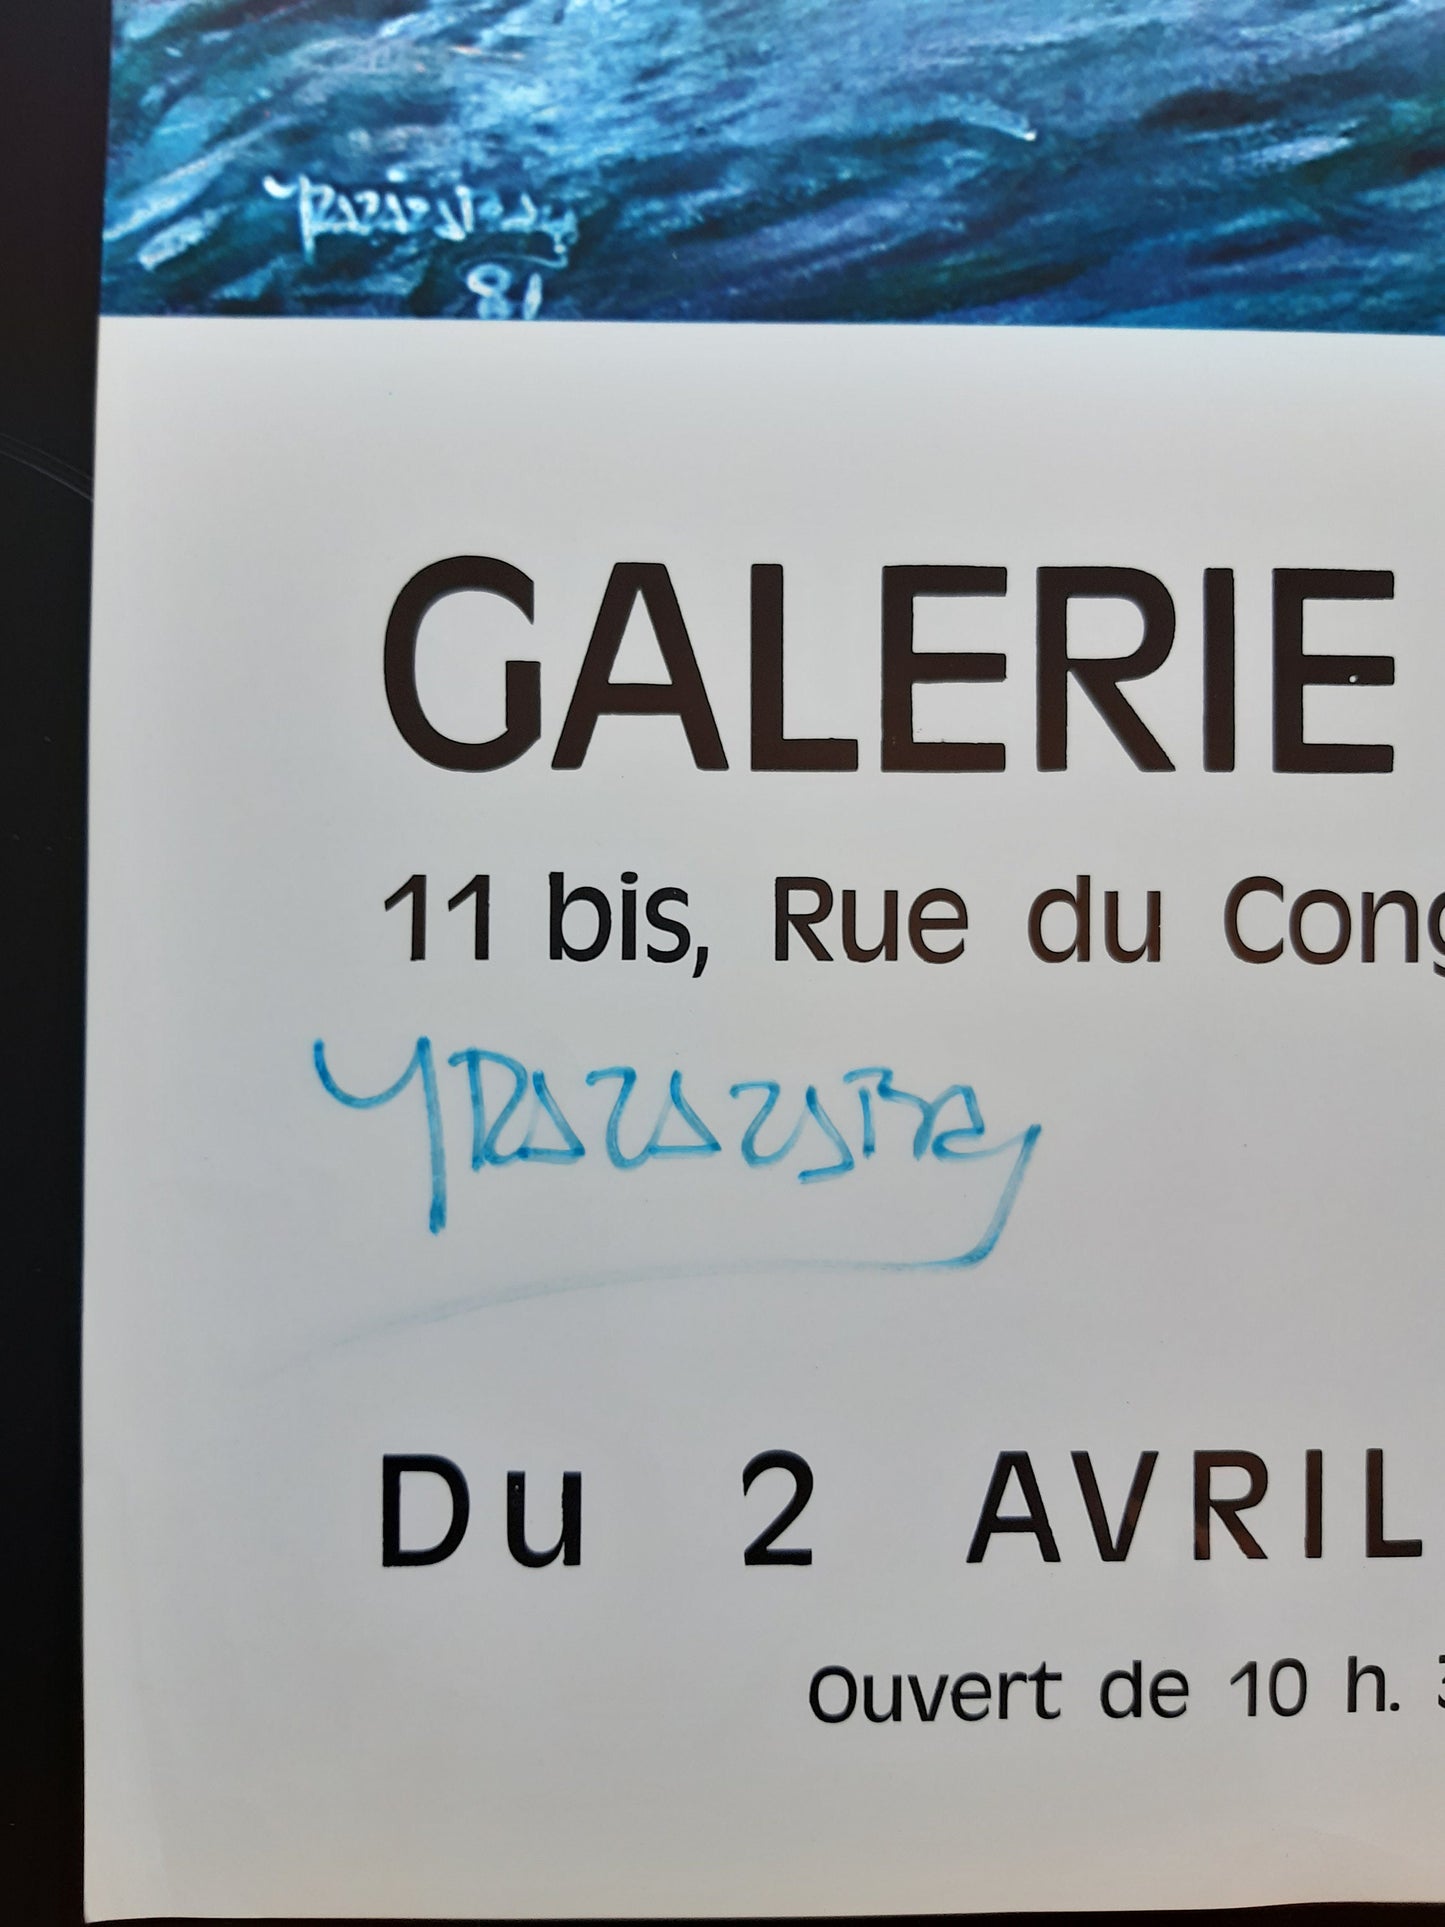 81
GALERIE
11 bis, Rue du Cong
Du 2 AVRIL
Ouvert de 10 h.